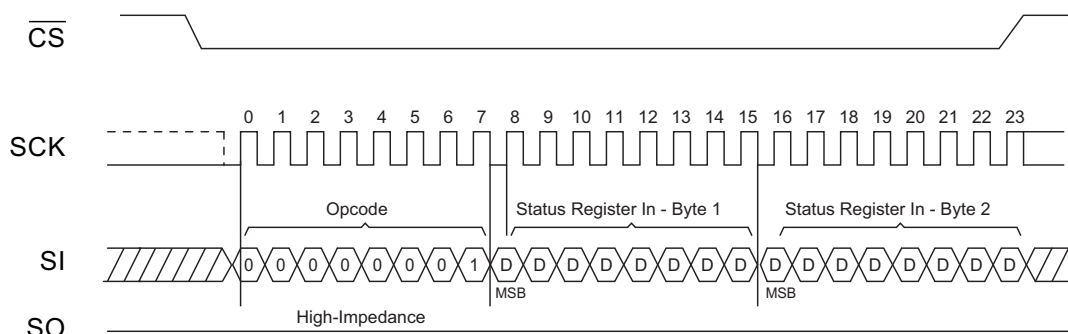 CS
0 1 2 3 4 5 6 7 8 9 10 11 12 13 14 15 16 17 18 19 20 21 22 23
SCK
Opcode Status Register In - Byte 1 Status Register In - Byte 2
SI 0 0 0 0 0 0 0 1 D D D D D D D D D D D D D D D D
MSB MSB
High-Impedance
SO